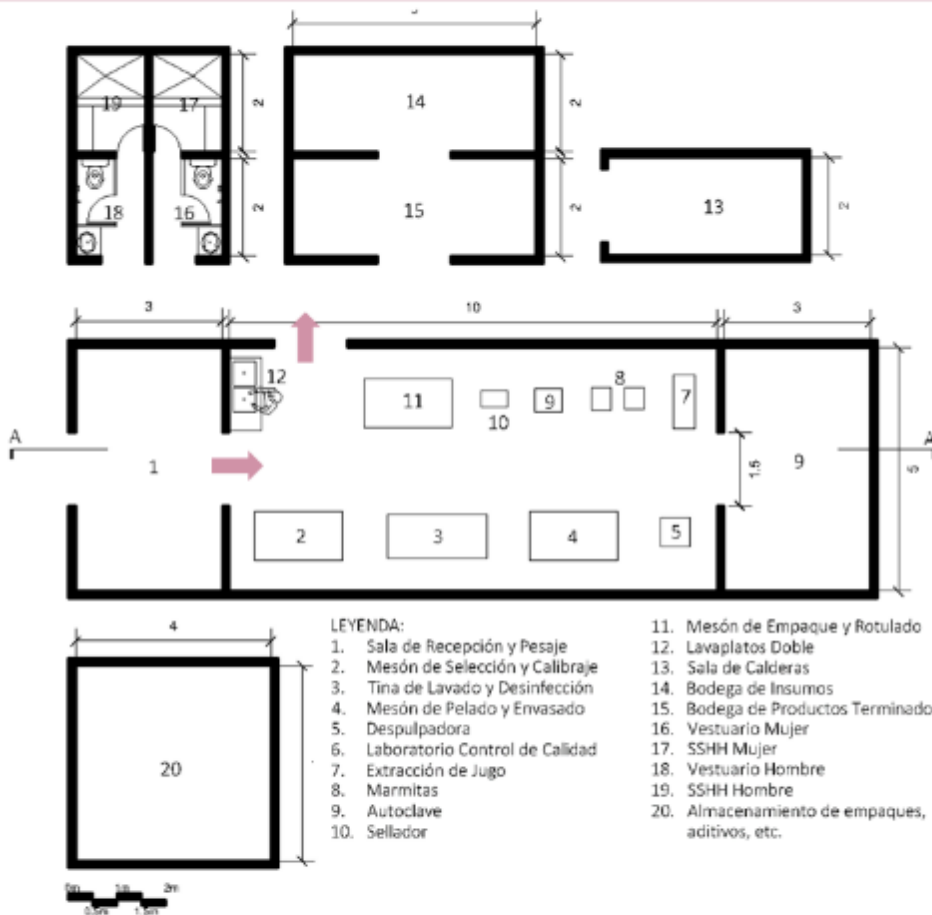 19 17 14 2 2
18 16 15 13 2 2 2
3 10 3
12 11 10 9 8 7
A 1 1.5 9 A
5
2 3 4 5
4
20
LEYENDA:
1. Sala de Recepción y Pesaje
2. Mesón de Selección y Calibraje
3. Tina de Lavado y Desinfección
4. Mesón de Pelado y Envasado
5. Despulpadora
6. Laboratorio Control de Calidad
7. Extracción de Jugo
8. Marmitas
9. Autoclave
10. Sellador
11. Mesón de Empaque y Rotulado
12. Lavaplatos Doble
13. Sala de Calderas
14. Bodega de Insumos
15. Bodega de Productos Terminado
16. Vestuario Mujer
17. SSHH Mujer
18. Vestuario Hombre
19. SSHH Hombre
20. Almacenamiento de empaques,
aditivos, etc.
0m 1m 2m
0.5m 1.5m